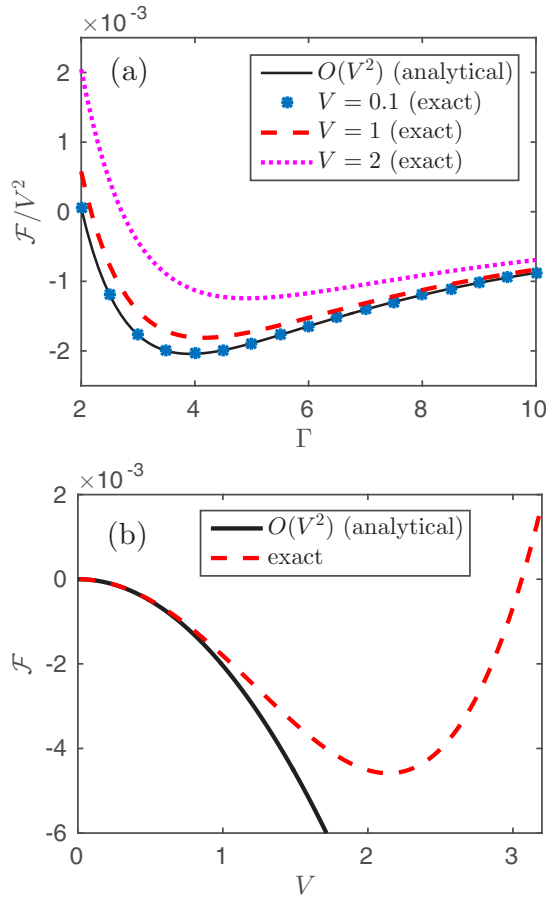 ×10⁻³
(a)
O(V²) (analytical)
V = 0.1 (exact)
V = 1 (exact)
V = 2 (exact)
2
1
0
-1
-2
ℱ/V²
2 4 6 8 10
Γ
×10⁻³
(b)
O(V²) (analytical)
exact
2
0
-2
-4
-6
ℱ
0 1 2 3
V